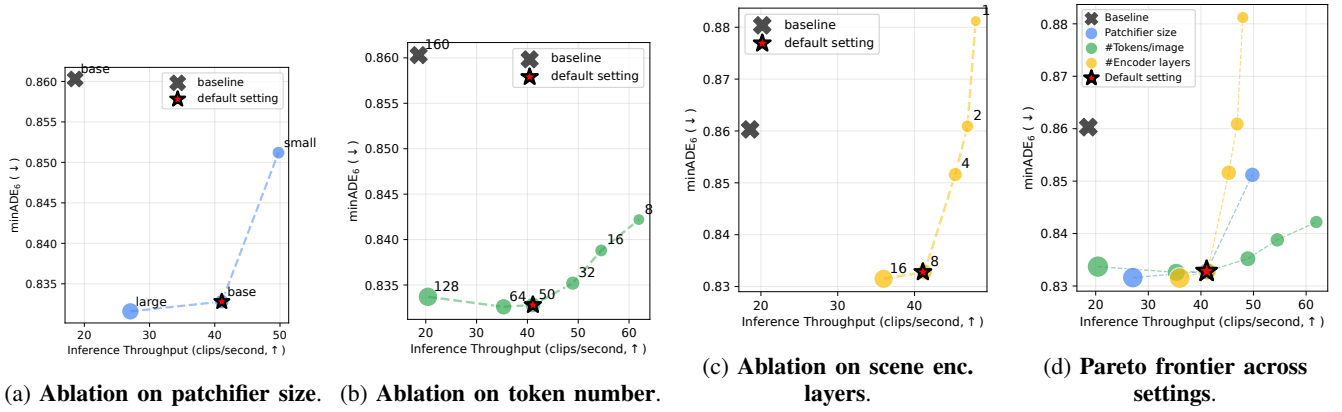 0.860
0.855
0.850
0.845
0.840
0.835
minADE6 (↓)
base
small
large
base
baseline
default setting
20
30
40
50
Inference Throughput (clips/second, ↑)
(a) Ablation on patchifier size.
0.860
0.855
0.850
0.845
0.840
0.835
minADE6 (↓)
160
128
64
50
32
16
8
baseline
default setting
20
30
40
50
60
Inference Throughput (clips/second, ↑)
(b) Ablation on token number.
0.88
0.87
0.86
0.85
0.84
0.83
minADE6 (↓)
baseline
default setting
1
2
4
8
16
20
30
40
Inference Throughput (clips/second, ↑)
(c) Ablation on scene enc.
layers.
0.88
0.87
0.86
0.85
0.84
0.83
minADE6 (↓)
Baseline
Patchifier size
#Tokens/image
#Encoder layers
Default setting
20
30
40
50
60
Inference Throughput (clips/second, ↑)
(d) Pareto frontier across
settings.